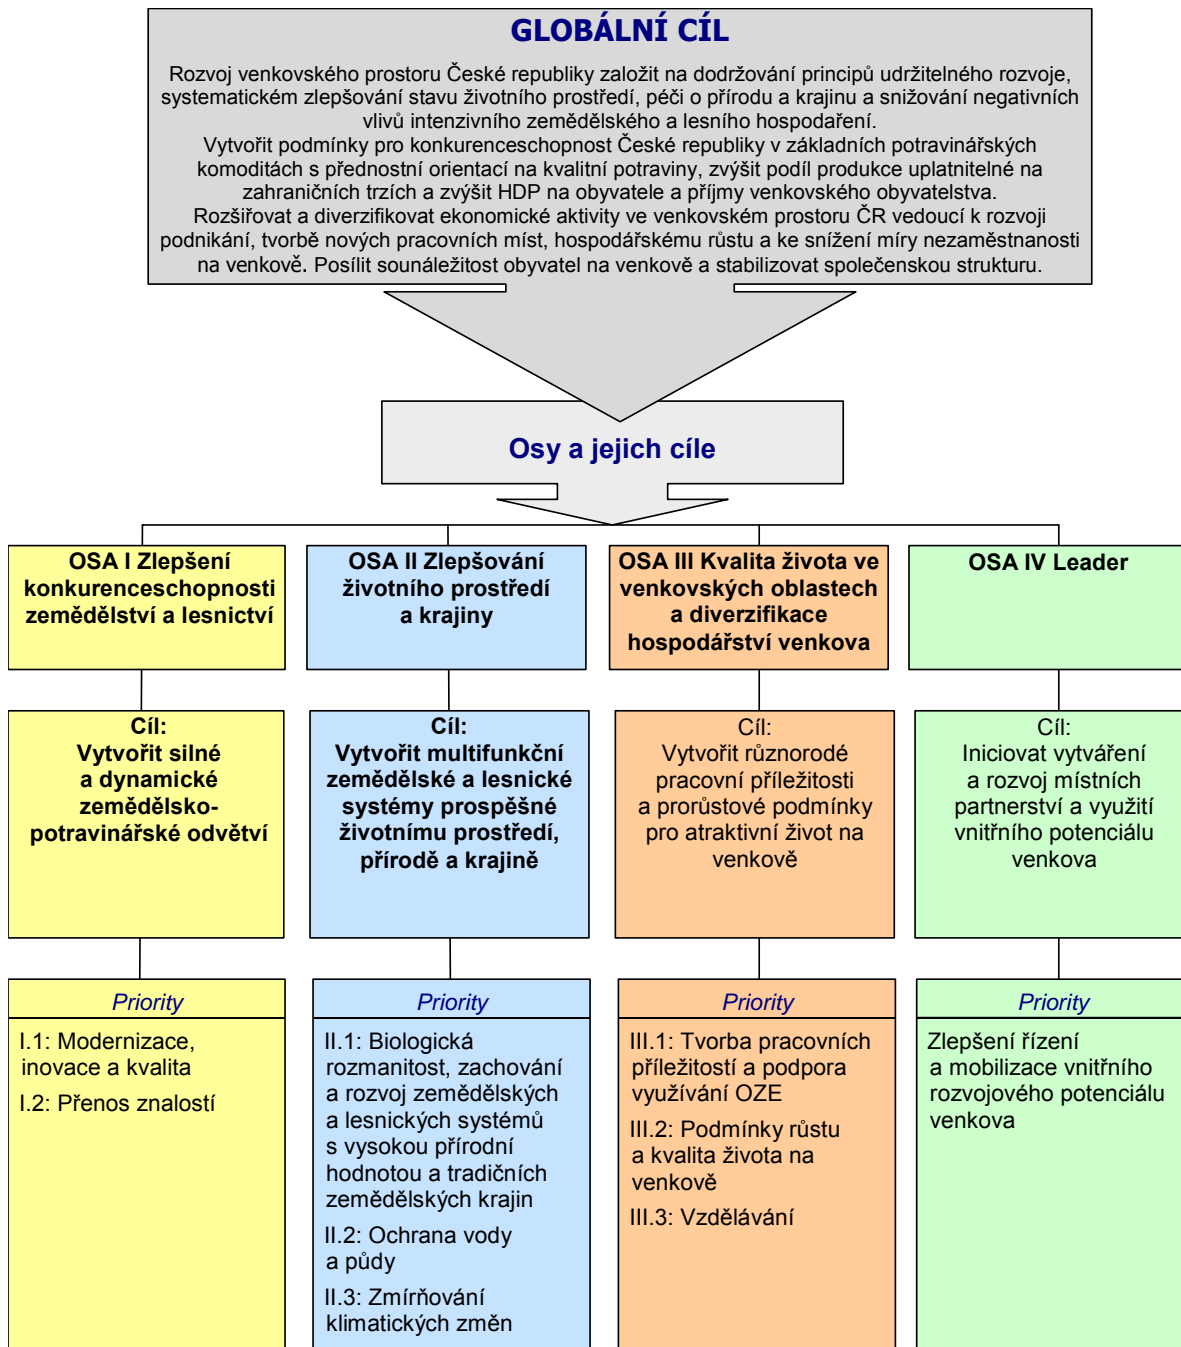 GLOBÁLNÍ CÍL
Rozvoj venkovského prostoru České republiky založit na dodržování principů udržitelného rozvoje,
systematickém zlepšování stavu životního prostředí, péči o přírodu a krajinu a snižování negativních
vlivů intenzivního zemědělského a lesního hospodaření.
Vytvořit podmínky pro konkurenceschopnost České republiky v základních potravinářských
komoditách s přednostní orientací na kvalitní potraviny, zvýšit podíl produkce uplatnitelné na
zahraničních trzích a zvýšit HDP na obyvatele a příjmy venkovského obyvatelstva.
Rozšiřovat a diverzifikovat ekonomické aktivity ve venkovském prostoru ČR vedoucí k rozvoji
podnikání, tvorbě nových pracovních míst, hospodářskému růstu a ke snížení míry nezaměstnanosti
na venkově. Posílit sounáležitost obyvatel na venkově a stabilizovat společenskou strukturu.
Osy a jejich cíle
OSA I Zlepšení
konkurenceschopnosti
zemědělství a lesnictví
OSA II Zlepšování
životního prostředí
a krajiny
OSA III Kvalita života ve
venkovských oblastech
a diverzifikace
hospodářství venkova
OSA IV Leader
Cíl:
Vytvořit silné
a dynamické
zemědělsko-
potravinářské odvětví
Cíl:
Vytvořit multifunkční
zemědělské a lesnické
systémy prospěšné
životnímu prostředí,
přírodě a krajině
Cíl:
Vytvořit různorodé
pracovní příležitosti
a prorůstové podmínky
pro atraktivní život na
venkově
Cíl:
Iniciovat vytváření
a rozvoj místních
partnerství a využití
vnitřního potenciálu
venkova
Priority
I.1: Modernizace,
inovace a kvalita
I.2: Přenos znalostí
Priority
II.1: Biologická
rozmanitost, zachování
a rozvoj zemědělských
a lesnických systémů
s vysokou přírodní
hodnotou a tradičních
zemědělských krajin
II.2: Ochrana vody
a půdy
II.3: Zmírňování
klimatických změn
Priority
III.1: Tvorba pracovních
příležitostí a podpora
využívání OZE
III.2: Podmínky růstu
a kvalita života na
venkově
III.3: Vzdělávání
Priority
Zlepšení řízení
a mobilizace vnitřního
rozvojového potenciálu
venkova